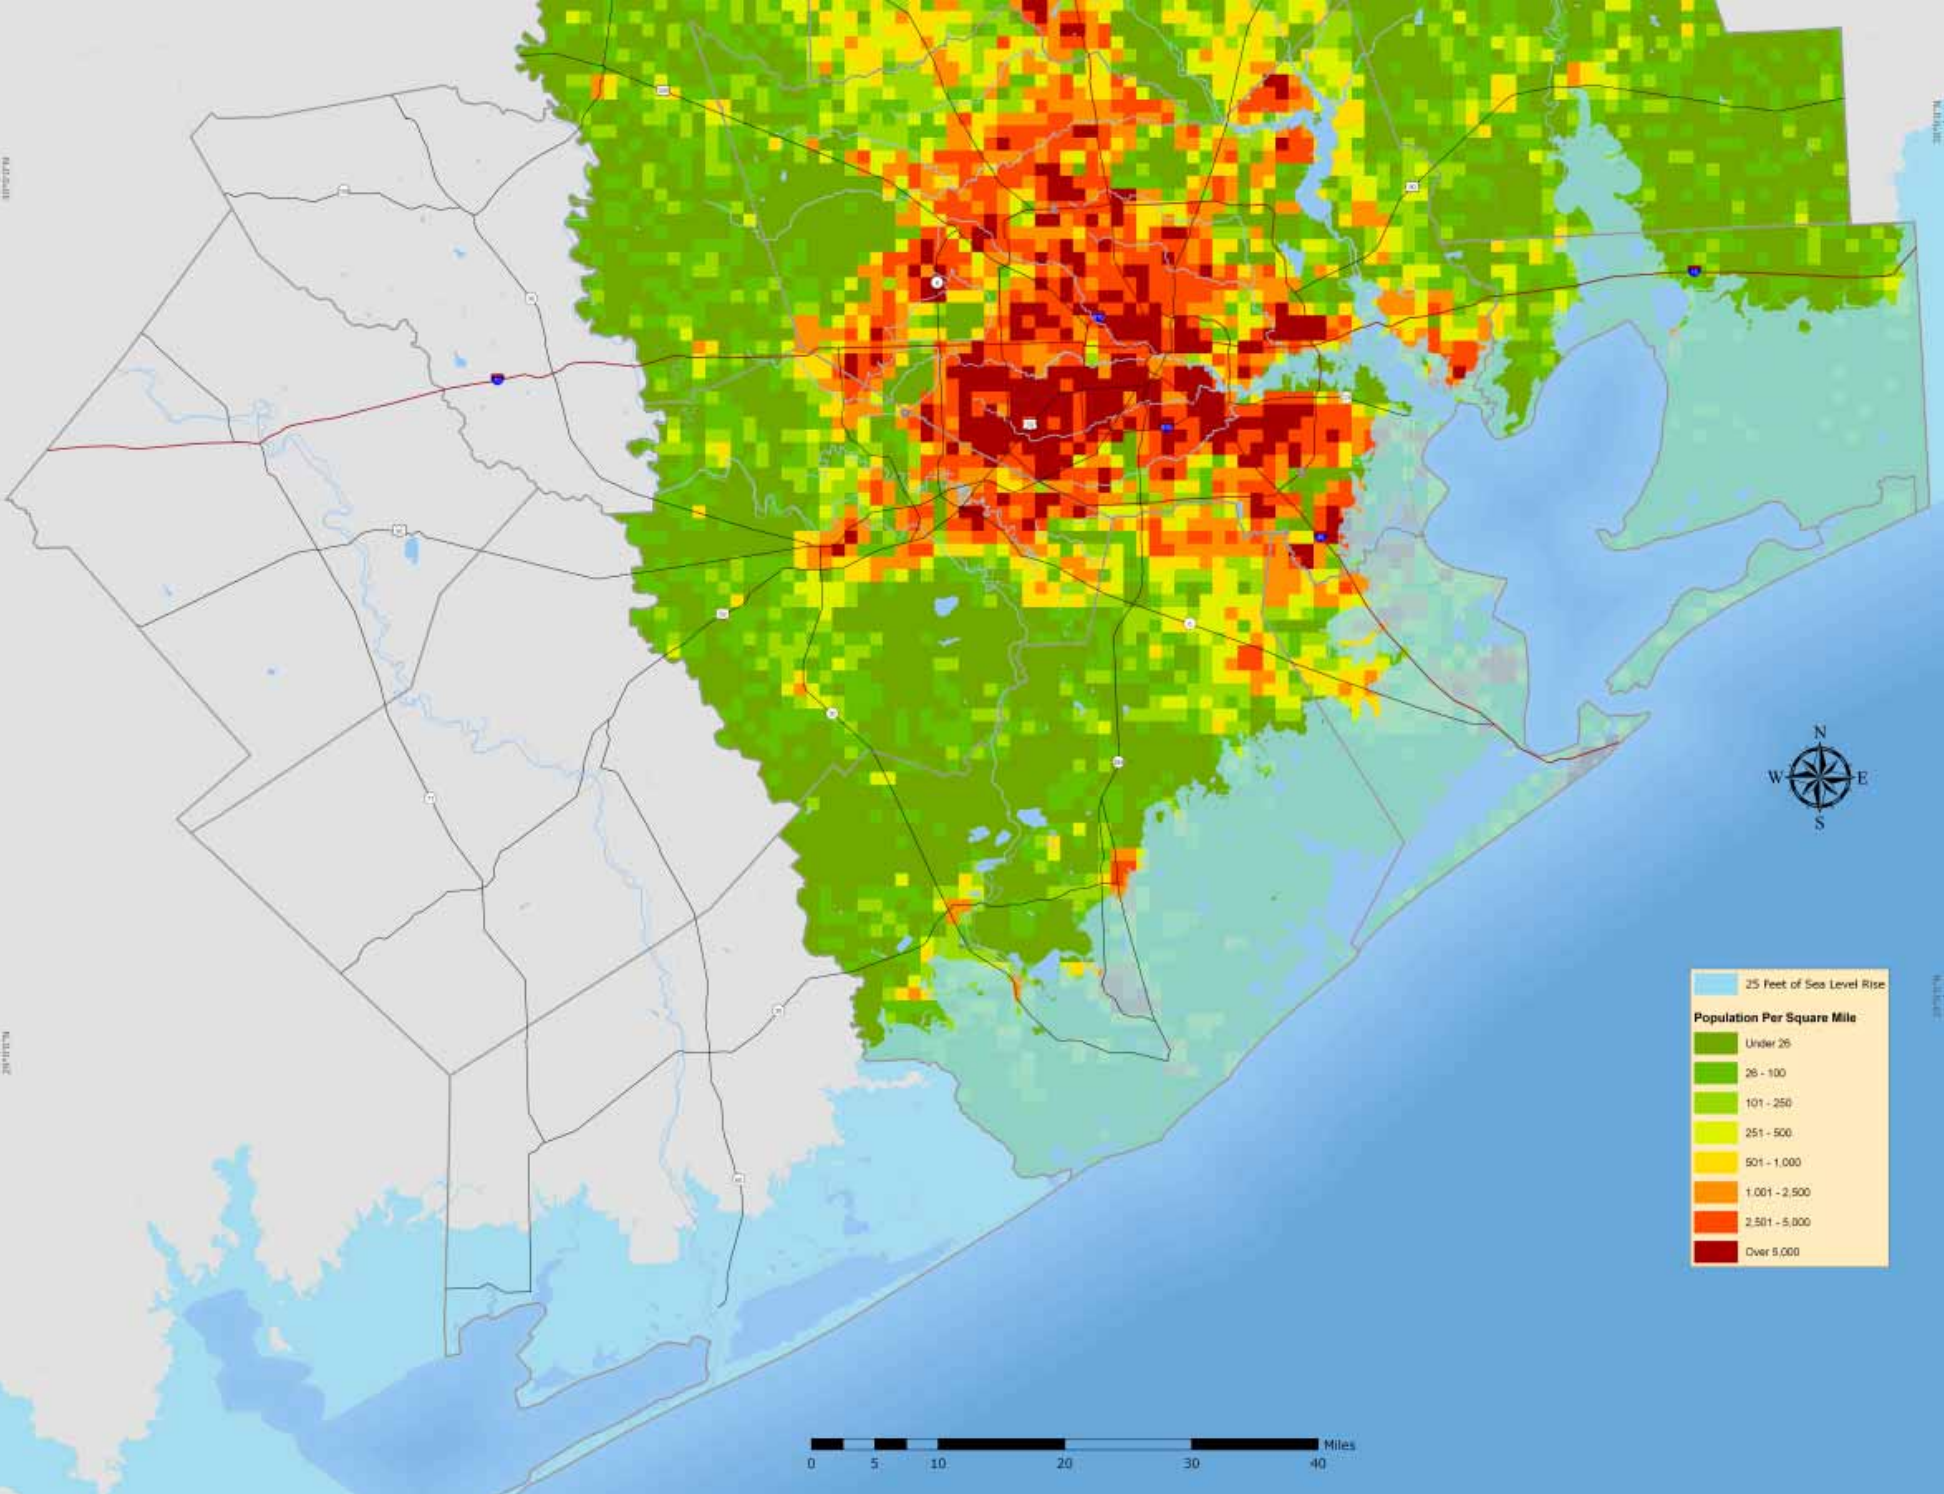 N
W E
S
25 Feet of Sea Level Rise
Population Per Square Mile
Under 26
26 - 100
101 - 250
251 - 500
501 - 1,000
1,001 - 2,500
2,501 - 5,000
Over 5,000
Miles
0 5 10 20 30 40